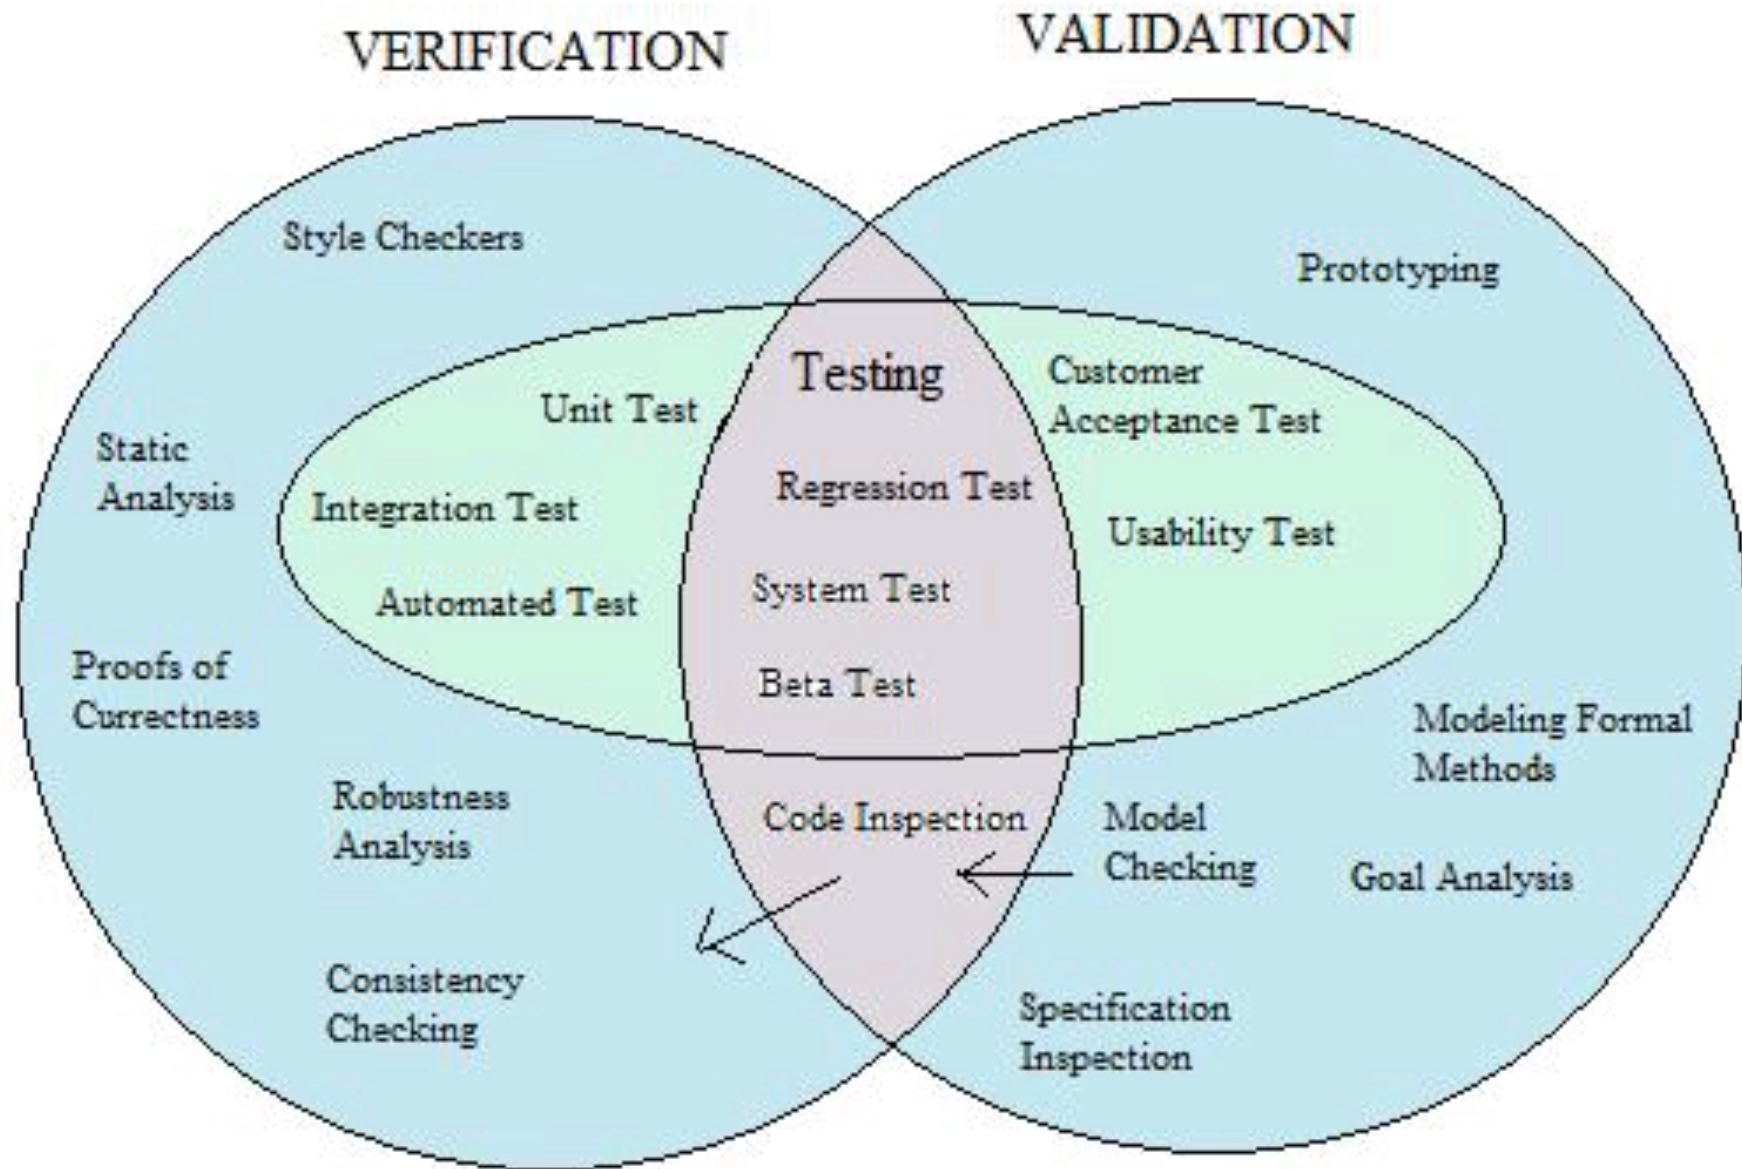 VERIFICATION
VALIDATION
Style Checkers
Prototyping
Testing
Customer
Acceptance Test
Unit Test
Static
Analysis
Regression Test
Integration Test
Usability Test
System Test
Automated Test
Proofs of
Currectness
Beta Test
Modeling Formal
Methods
Robustness
Analysis
Code Inspection
Model
Checking
Goal Analysis
Consistency
Checking
Specification
Inspection